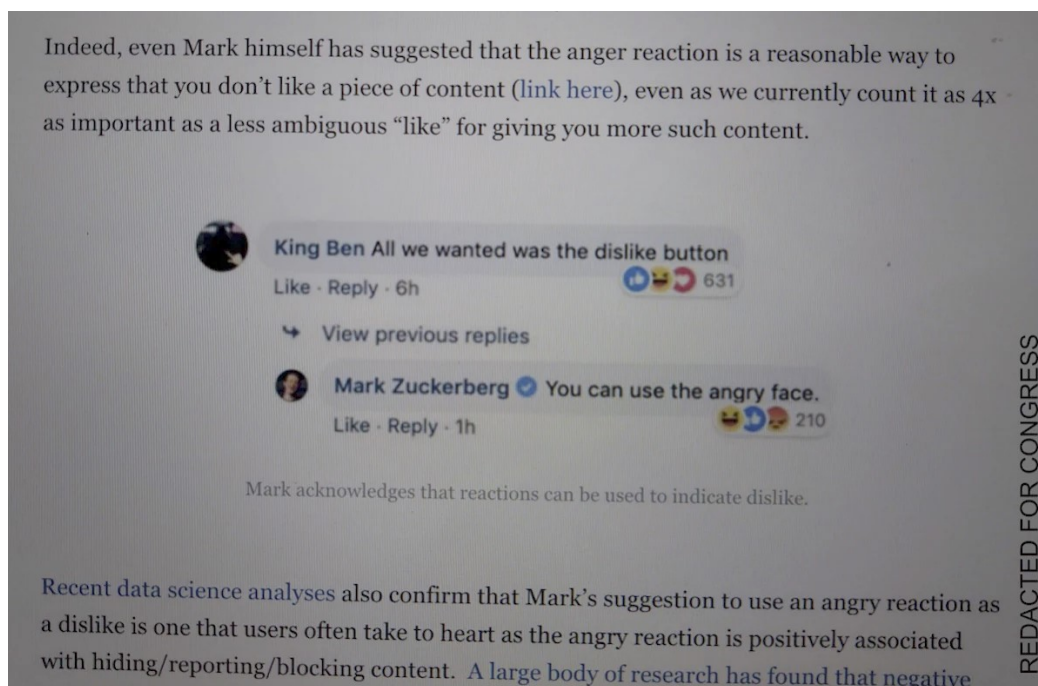 Indeed, even Mark himself has suggested that the anger reaction is a reasonable way to
express that you don't like a piece of content (link here), even as we currently count it as 4x
as important as a less ambiguous “like” for giving you more such content.
King Ben All we wanted was the dislike button
Like · Reply · 6h
631
View previous replies
Mark Zuckerberg You can use the angry face.
Like · Reply · 1h
210
Mark acknowledges that reactions can be used to indicate dislike.
Recent data science analyses also confirm that Mark's suggestion to use an angry reaction as
a dislike is one that users often take to heart as the angry reaction is positively associated
with hiding/reporting/blocking content. A large body of research has found that negative
REDACTED FOR CONGRESS